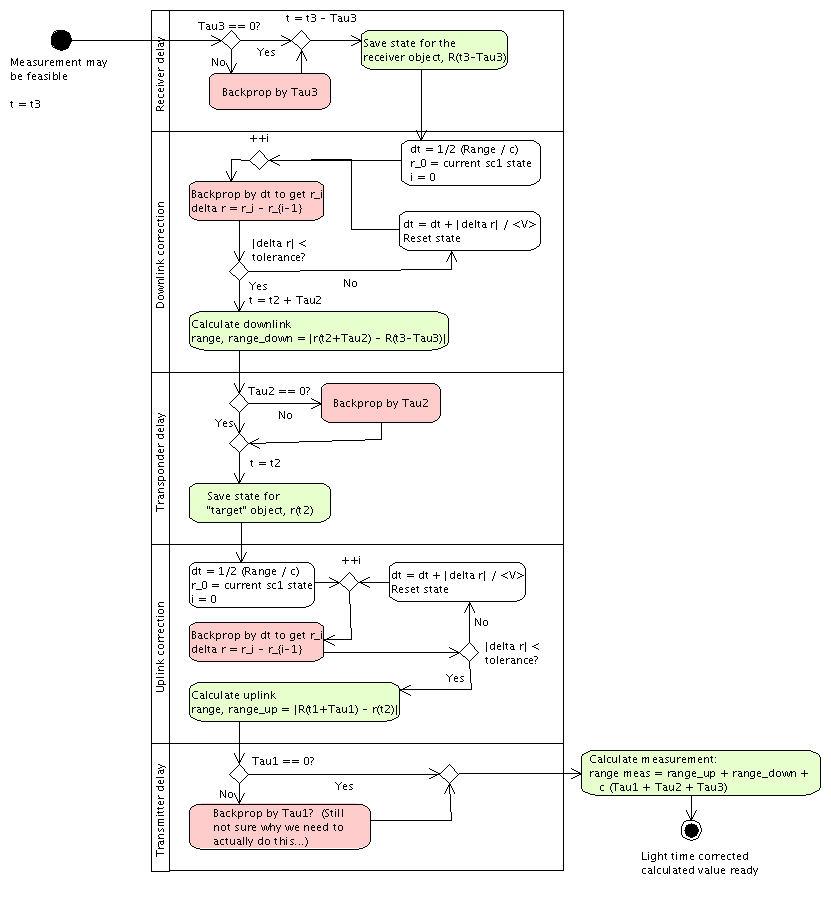 Measurement may
be feasible
t = t3
Receiver delay
Tau3 == 0?
t = t3 - Tau3
Yes
No
Save state for the
receiver object, R(t3-Tau3)
Backprop by Tau3
Downlink correction
++i
dt = 1/2 (Range / c)
r_0 = current sc1 state
i = 0
Backprop by dt to get r_i
delta r = r_i - r_{i-1}
dt = dt + |delta r| / <V>
Reset state
|delta r| <
tolerance?
No
Yes
t = t2 + Tau2
Calculate downlink
range, range_down = |r(t2+Tau2) - R(t3-Tau3)|
Transponder delay
Tau2 == 0?
No
Backprop by Tau2
Yes
t = t2
Save state for
"target" object, r(t2)
Uplink correction
dt = 1/2 (Range / c)
r_0 = current sc1 state
i = 0
++i
dt = dt + |delta r| / <V>
Reset state
Backprop by dt to get r_i
delta r = r_i - r_{i-1}
No
|delta r| <
tolerance?
Yes
Calculate uplink
range, range_up = |R(t1+Tau1) - r(t2)|
Transmitter delay
Tau1 == 0?
Yes
No
Backprop by Tau1? (Still
not sure why we need to
actually do this...)
Calculate measurement:
range meas = range_up + range_down +
c (Tau1 + Tau2 + Tau3)
Light time corrected
calculated value ready